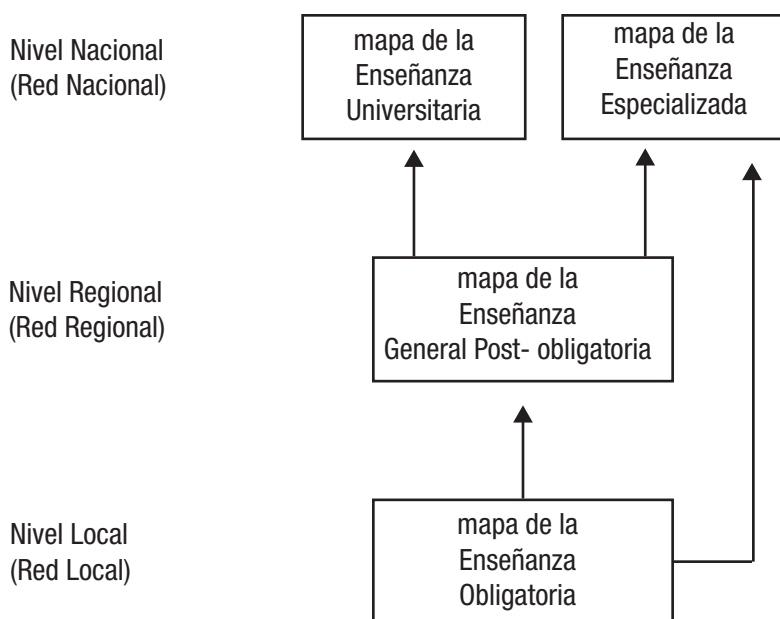 Nivel Nacional
(Red Nacional)
mapa de la
Enseñanza
Universitaria
mapa de la
Enseñanza
Especializada
Nivel Regional
(Red Regional)
mapa de la
Enseñanza
General Post- obligatoria
Nivel Local
(Red Local)
mapa de la
Enseñanza
Obligatoria